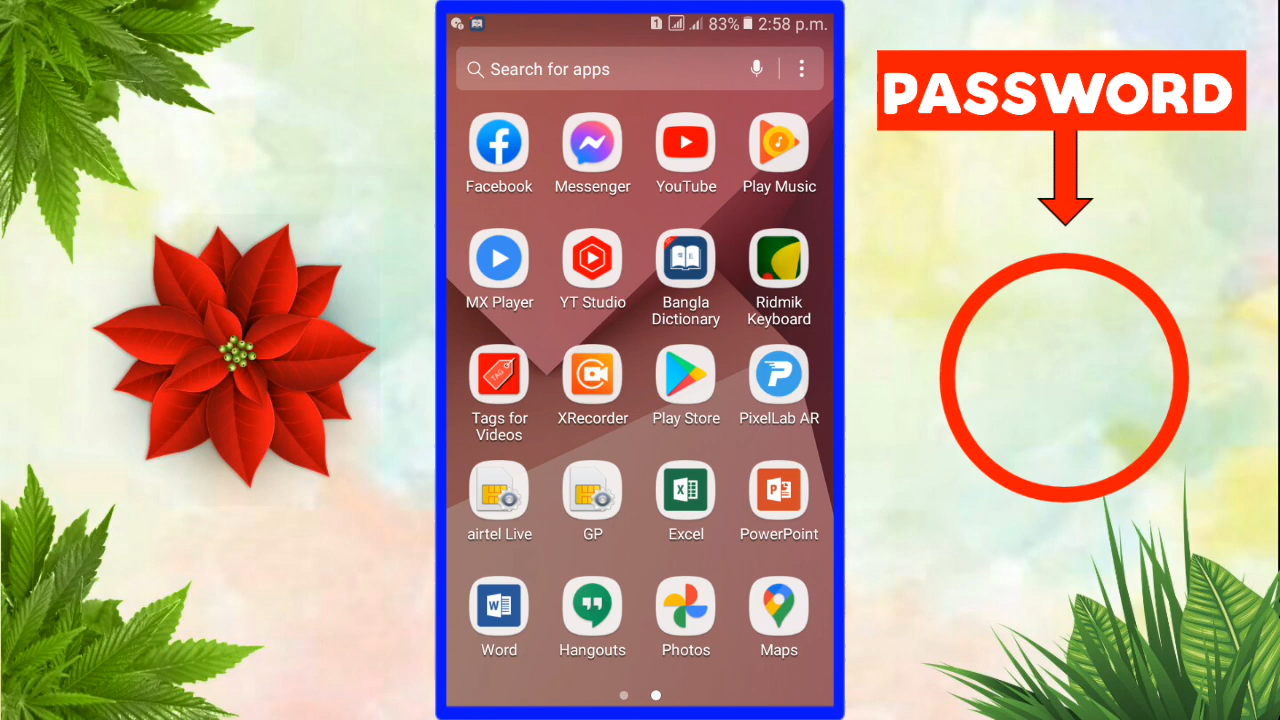 83% 2:58 p.m.
Search for apps
PASSWORD
Facebook Messenger YouTube Play Music
MX Player YT Studio Bangla Dictionary Ridmik Keyboard
Tags for Videos XRecorder Play Store PixelLab AR
airtel Live GP Excel PowerPoint
Word Hangouts Photos Maps